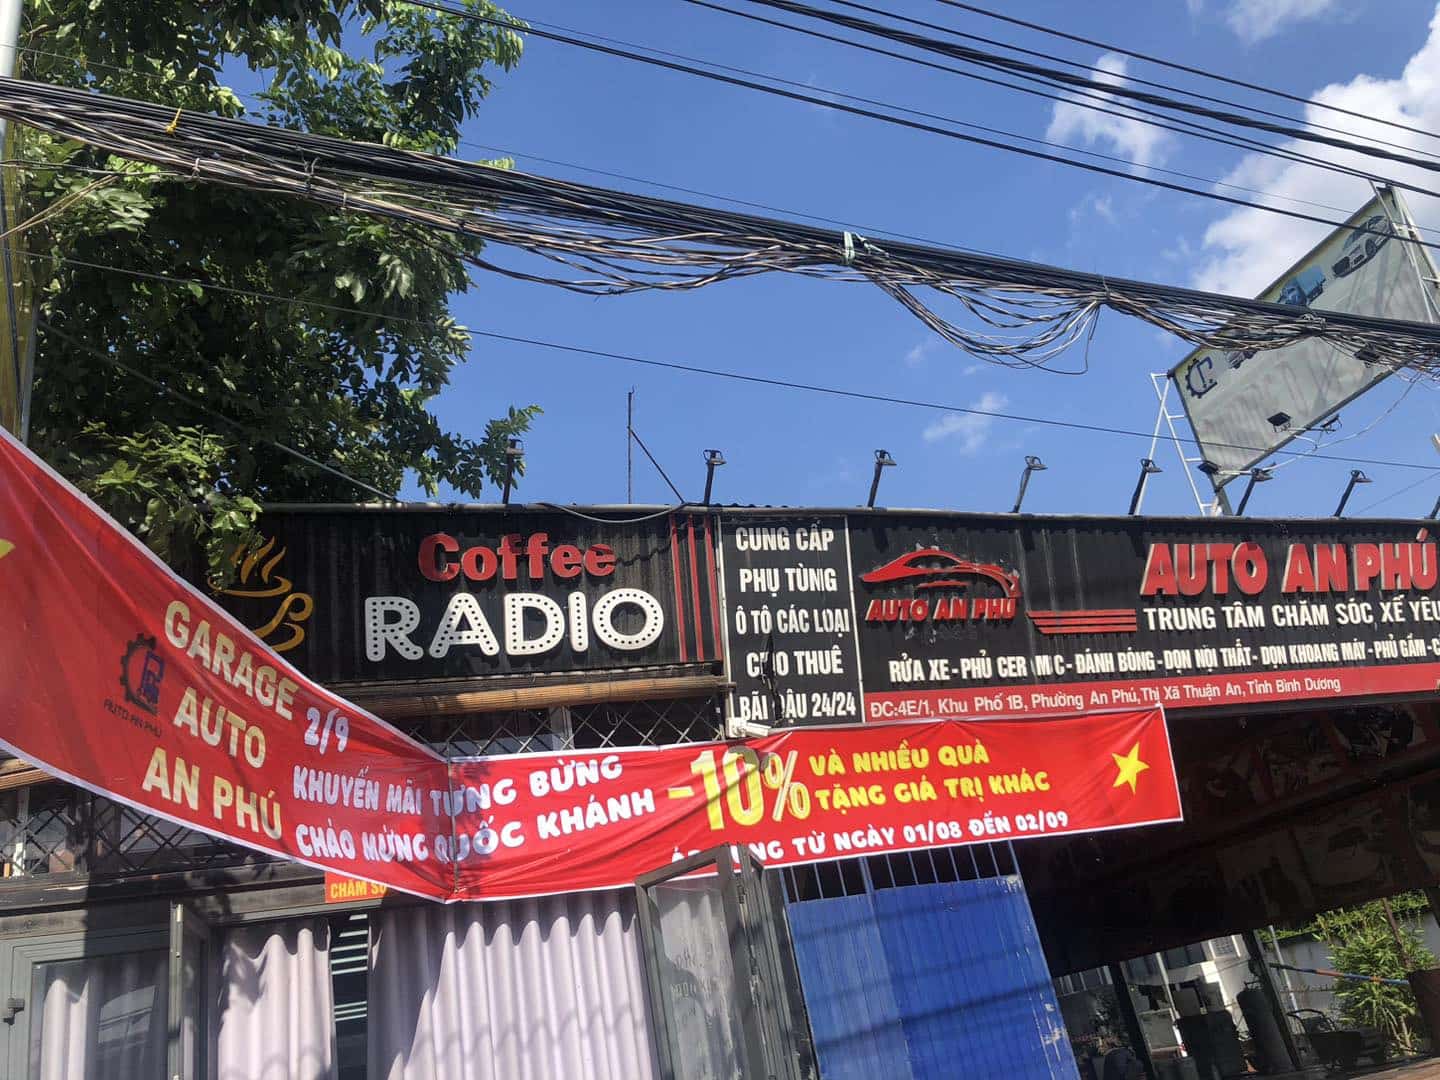 Coffee
RADIO
CUNG CẤP
PHỤ TÙNG
Ô TÔ CÁC LOẠI
CHO THUÊ
BÃI ĐẬU 24/24
AUTO AN PHÚ
AUTO AN PHÚ
TRUNG TÂM CHĂM SÓC XẾ YÊU
RỬA XE - PHỦ CER M C - ĐÁNH BÓNG - DỌN NỘI THẤT - DỌN KHOANG MÁY - PHỦ GẦM - C
ĐC:4E/1, Khu Phố 1B, Phường An Phú,Thị Xã Thuận An, Tỉnh Bình Dương
AUTO AN PHÚ
GARAGE
AUTO
AN PHÚ
2/9
KHUYẾN MÃI TƯNG BỪNG
CHÀO MỪNG QUỐC KHÁNH
-10%
VÀ NHIỀU QUÀ
TẶNG GIÁ TRỊ KHÁC
ÁP DỤNG TỪ NGÀY 01/08 ĐẾN 02/09
CHĂM SÓ